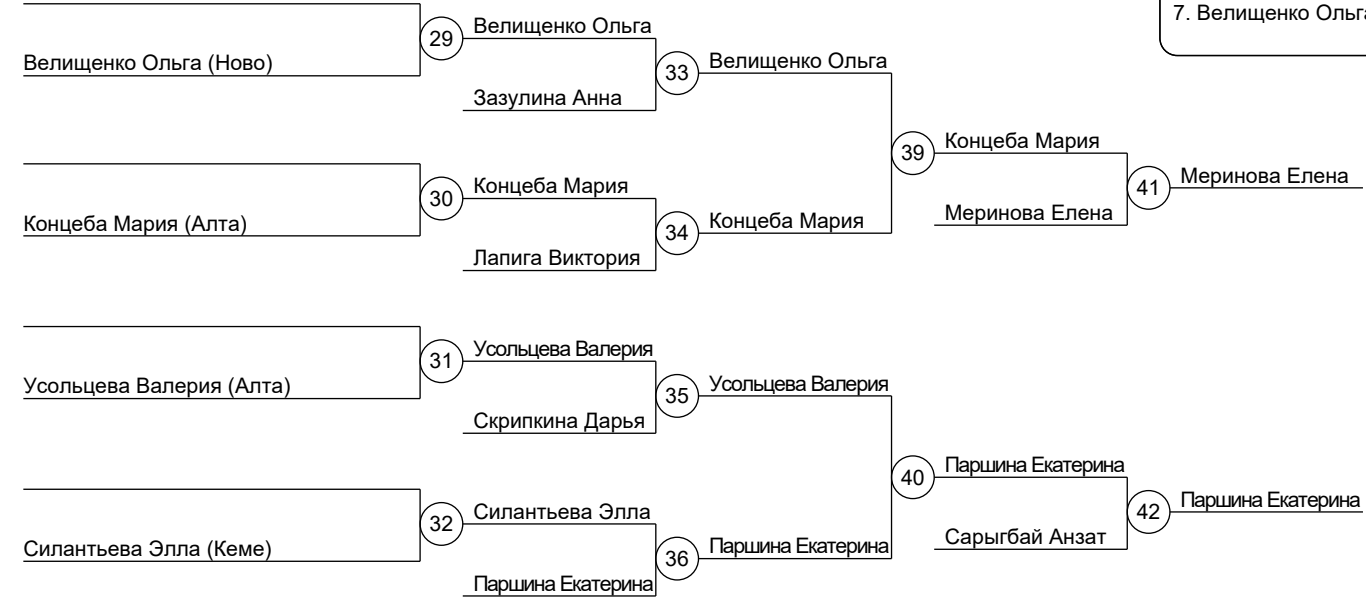 7. Велищенко Ольга
29 Велищенко Ольга
Велищенко Ольга (Ново)
33 Велищенко Ольга
Зазулина Анна
39 Концеба Мария
30 Концеба Мария
Концеба Мария (Алта)
34 Концеба Мария
Лапига Виктория
Меринова Елена
41 Меринова Елена
31 Усольцева Валерия
Усольцева Валерия (Алта)
35 Усольцева Валерия
Скрипкина Дарья
40 Паршина Екатерина
32 Силантьева Элла
Силантьева Элла (Кеме)
36 Паршина Екатерина
Паршина Екатерина
Сарыгбай Анзат
42 Паршина Екатерина